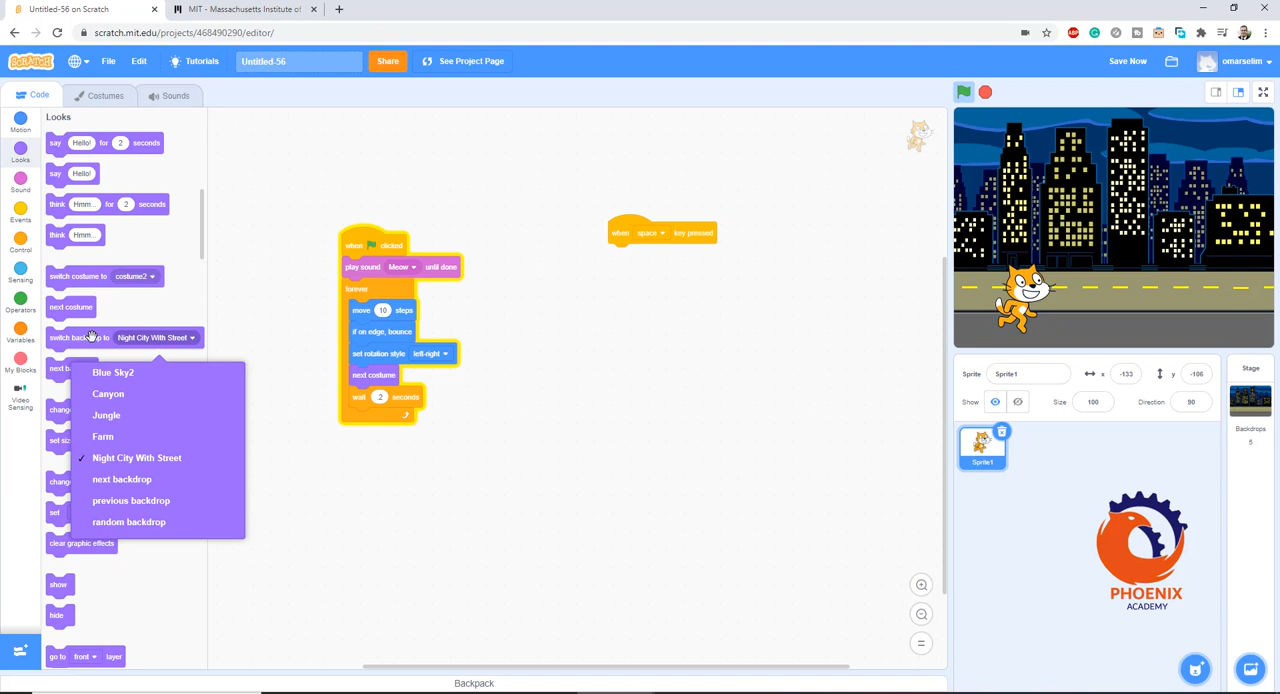 Untitled-56 on Scratch
MIT - Massachusetts Institute of
scratch.mit.edu/projects/468490290/editor/
SCRATCH
File
Edit
Tutorials
Untitled-56
Share
See Project Page
Save Now
omarselim
Code
Costumes
Sounds
Motion
Looks
Sound
Events
Control
Sensing
Operators
Variables
My Blocks
Video
Sensing
Looks
say Hello! for 2 seconds
say Hello!
think Hmm... for 2 seconds
think Hmm...
switch costume to costume2
next costume
switch backdrop to Night City With Street
Blue Sky2
Canyon
Jungle
Farm
Night City With Street
next backdrop
previous backdrop
random backdrop
set
clear graphic effects
show
hide
go to front layer
when clicked
play sound Meow until done
forever
move 10 steps
if on edge, bounce
set rotation style left-right
next costume
wait 2 seconds
when space key pressed
Sprite Sprite1
x -133
y -106
Show
Size 100
Direction 90
Sprite1
Stage
Backdrops
5
PHOENIX
ACADEMY
Backpack